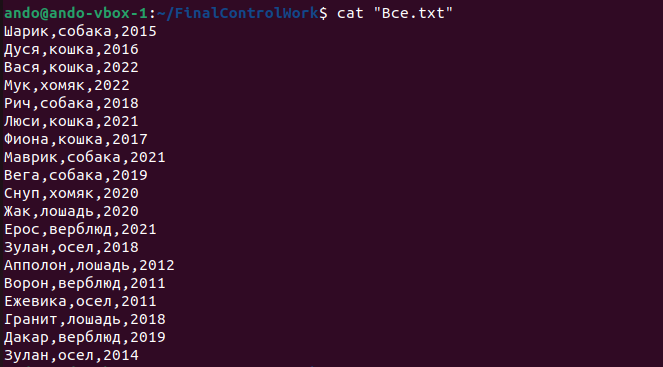 ando@ando-vbox-1:~/FinalControlWork$ cat "Все.txt"
Шарик,собака,2015
Дуся,кошка,2016
Вася,кошка,2022
Мук,хомяк,2022
Рич,собака,2018
Люси,кошка,2021
Фиона,кошка,2017
Маврик,собака,2021
Вега,собака,2019
Снуп,хомяк,2020
Жак,лошадь,2020
Ерос,верблюд,2021
Зулан,осел,2018
Апполон,лошадь,2012
Ворон,верблюд,2011
Ежевика,осел,2011
Гранит,лошадь,2018
Дакар,верблюд,2019
Зулан,осел,2014